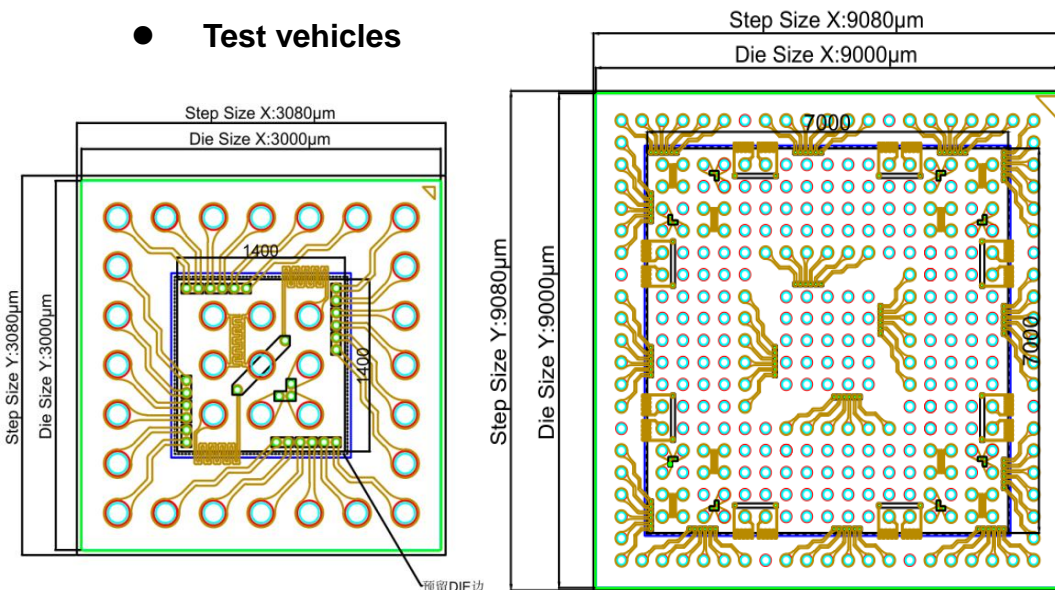 ● Test vehicles
Step Size X:3080μm
Die Size X:3000μm
Step Size Y:3080μm
Die Size Y:3000μm
1400
1400
预留DIE边
Step Size X:9080μm
Die Size X:9000μm
Step Size Y:9080μm
Die Size Y:9000μm
7000
7000